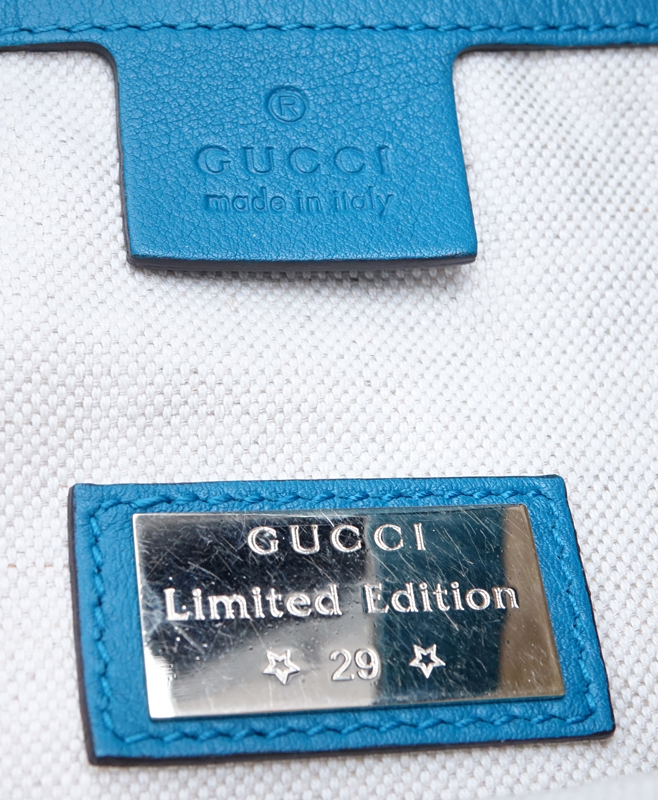 ®
GUCCI
made in italy
GUCCI
Limited Edition
☆ 29 ☆